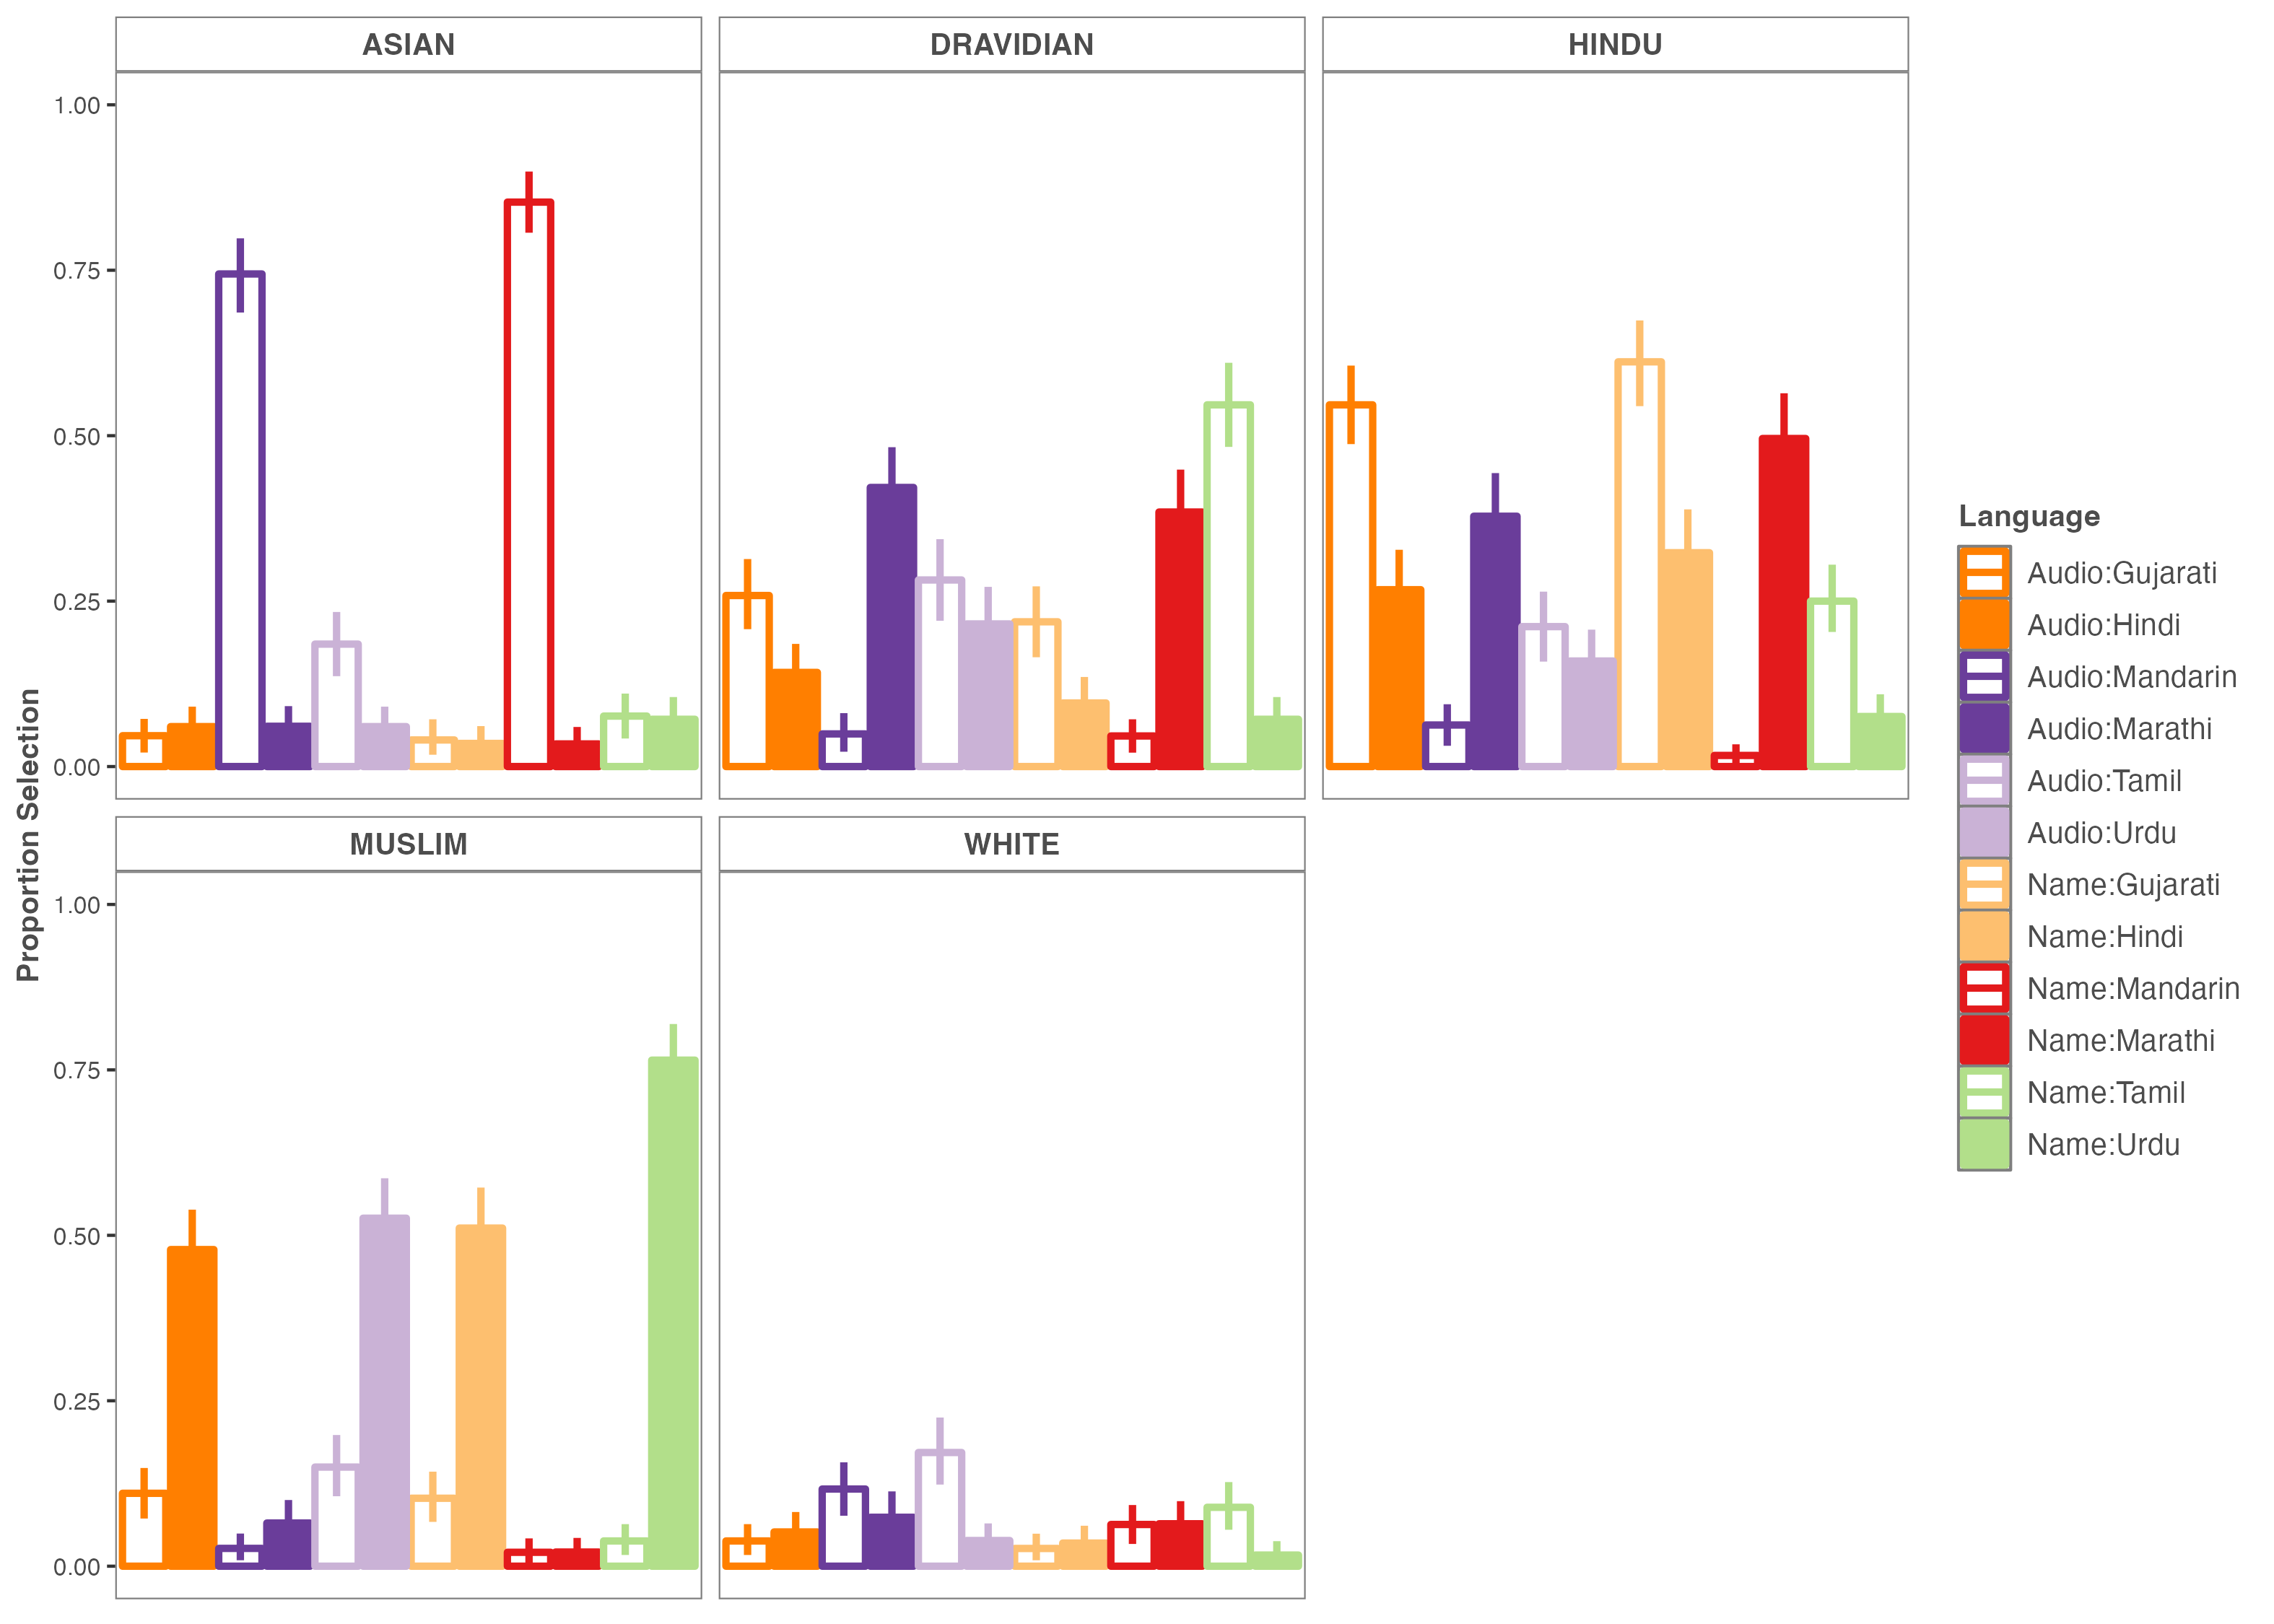 ASIAN
DRAVIDIAN
HINDU
1.00
0.75
0.50
0.25
0.00
MUSLIM
WHITE
1.00
0.75
0.50
0.25
0.00
Proportion Selection
Language
Audio:Gujarati
Audio:Hindi
Audio:Mandarin
Audio:Marathi
Audio:Tamil
Audio:Urdu
Name:Gujarati
Name:Hindi
Name:Mandarin
Name:Marathi
Name:Tamil
Name:Urdu